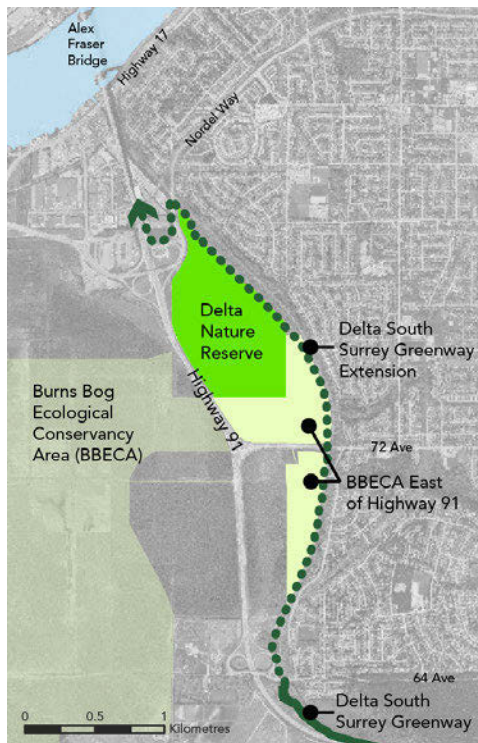 Alex
Fraser
Bridge
Highway 17
Nordel Way
Delta
Nature
Reserve
Delta South
Surrey Greenway
Extension
Highway 91
Burns Bog
Ecological
Conservancy
Area (BBECA)
72 Ave
BBECA East
of Highway 91
64 Ave
Delta South
Surrey Greenway
0 0.5 1
Kilometres